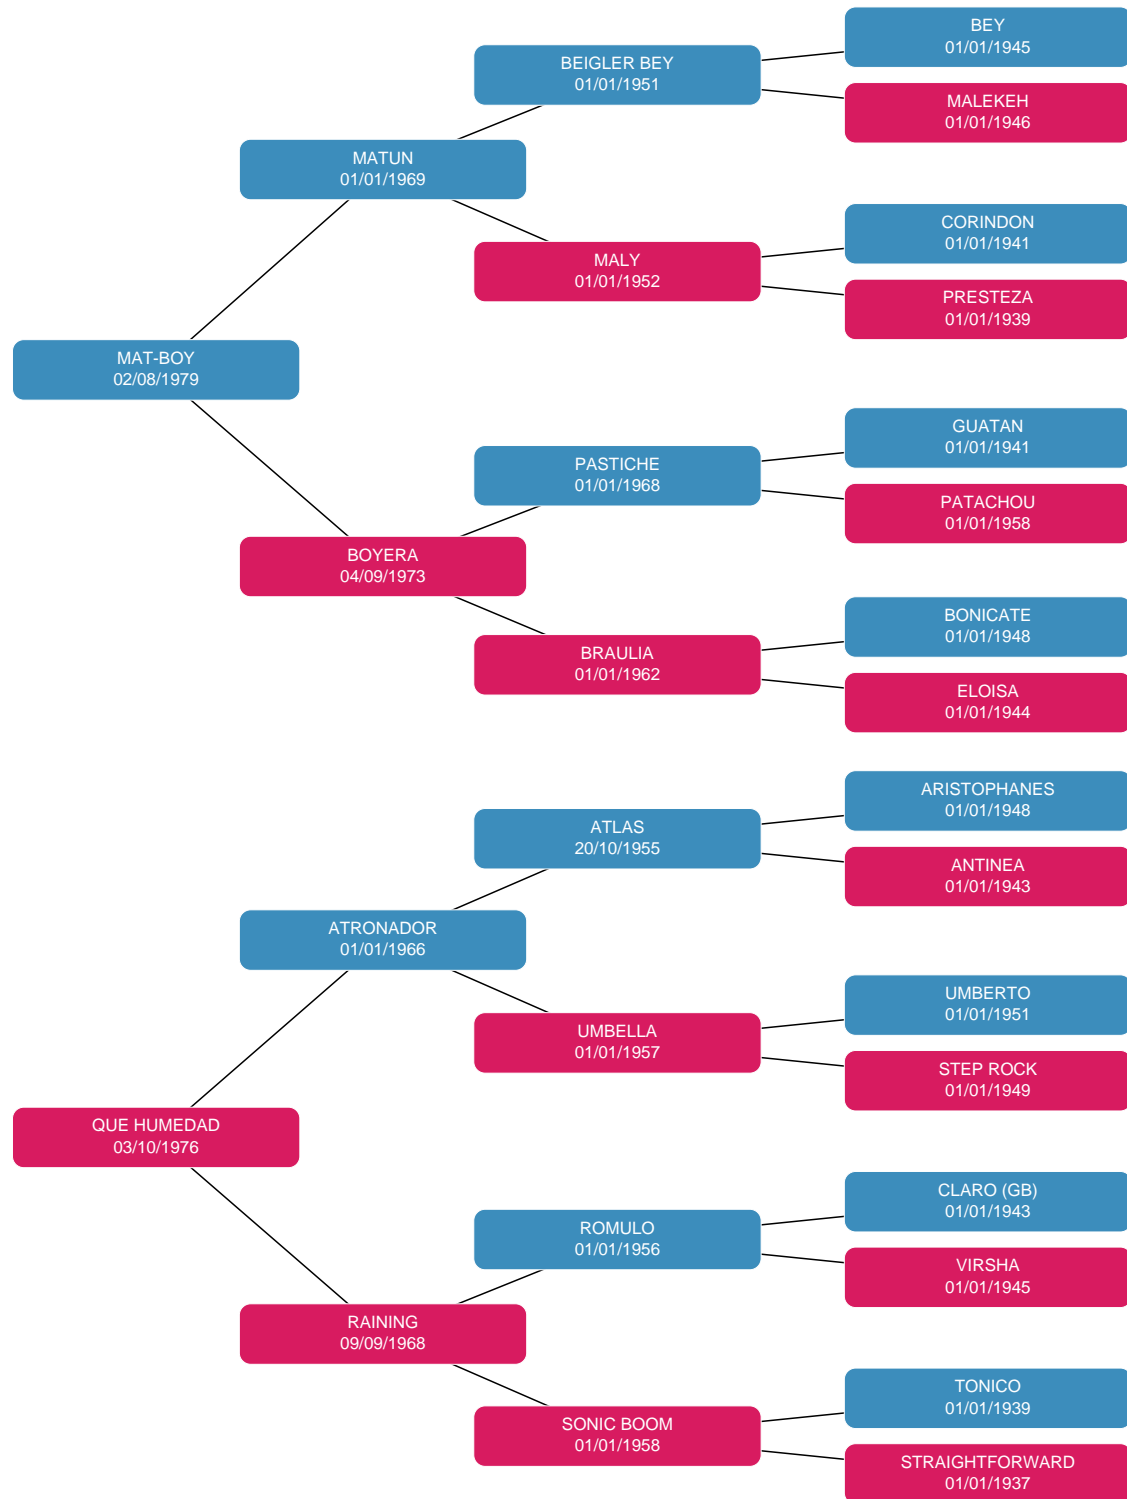 BEY
01/01/1945
BEIGLER BEY
01/01/1951
MALEKEH
01/01/1946
MATUN
01/01/1969
CORINDON
01/01/1941
MALY
01/01/1952
PRESTEZA
01/01/1939
MAT-BOY
02/08/1979
GUATAN
01/01/1941
PASTICHE
01/01/1968
PATACHOU
01/01/1958
BOYERA
04/09/1973
BONICATE
01/01/1948
BRAULIA
01/01/1962
ELOISA
01/01/1944
ARISTOPHANES
01/01/1948
ATLAS
20/10/1955
ANTINEA
01/01/1943
ATRONADOR
01/01/1966
UMBERTO
01/01/1951
UMBELLA
01/01/1957
STEP ROCK
01/01/1949
QUE HUMEDAD
03/10/1976
CLARO (GB)
01/01/1943
ROMULO
01/01/1956
VIRSHA
01/01/1945
RAINING
09/09/1968
TONICO
01/01/1939
SONIC BOOM
01/01/1958
STRAIGHTFORWARD
01/01/1937